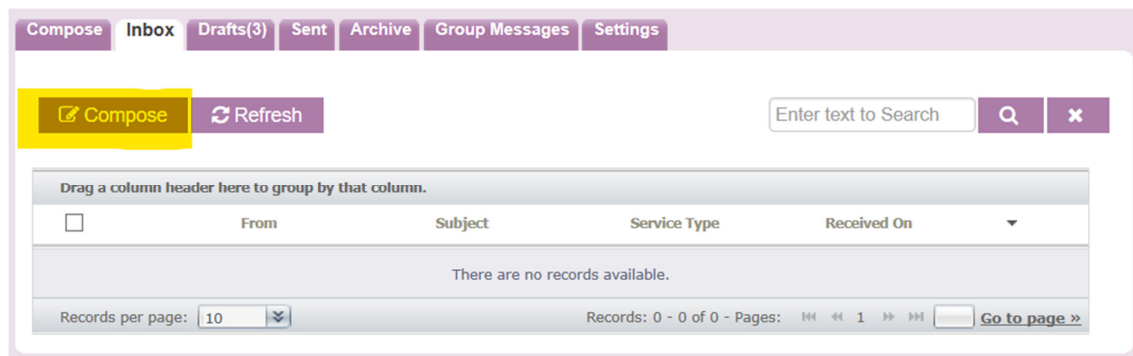 Compose Inbox Drafts(3) Sent Archive Group Messages Settings
Compose Refresh Enter text to Search
Drag a column header here to group by that column.
From Subject Service Type Received On
There are no records available.
Records per page: 10 Records: 0 - 0 of 0 - Pages: 1 Go to page »